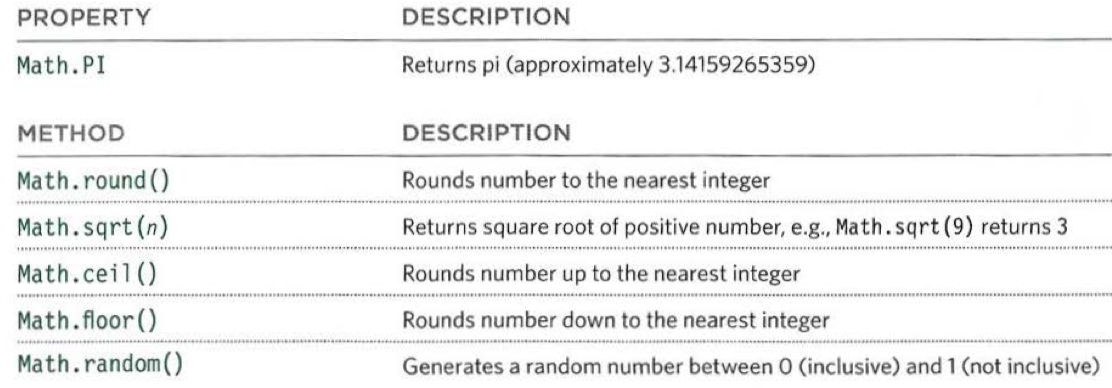 PROPERTY DESCRIPTION
Math.PI Returns pi (approximately 3.14159265359)
METHOD DESCRIPTION
Math.round() Rounds number to the nearest integer
Math.sqrt(n) Returns square root of positive number, e.g., Math.sqrt(9) returns 3
Math.ceil() Rounds number up to the nearest integer
Math.floor() Rounds number down to the nearest integer
Math.random() Generates a random number between 0 (inclusive) and 1 (not inclusive)